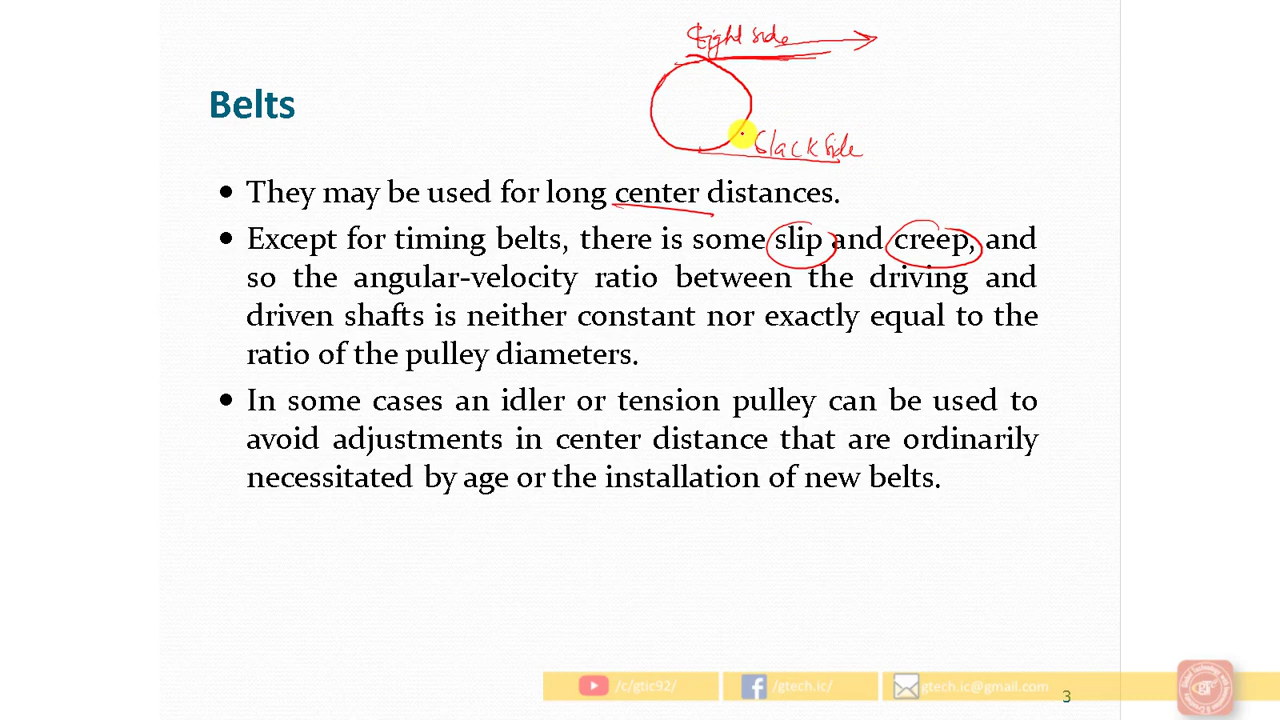 tight side
Belts
slack side
• They may be used for long center distances.
• Except for timing belts, there is some slip and creep, and
so the angular-velocity ratio between the driving and
driven shafts is neither constant nor exactly equal to the
ratio of the pulley diameters.
• In some cases an idler or tension pulley can be used to
avoid adjustments in center distance that are ordinarily
necessitated by age or the installation of new belts.
/c/gtic92/
/gtech.ic/
gtech.ic@gmail.com
3